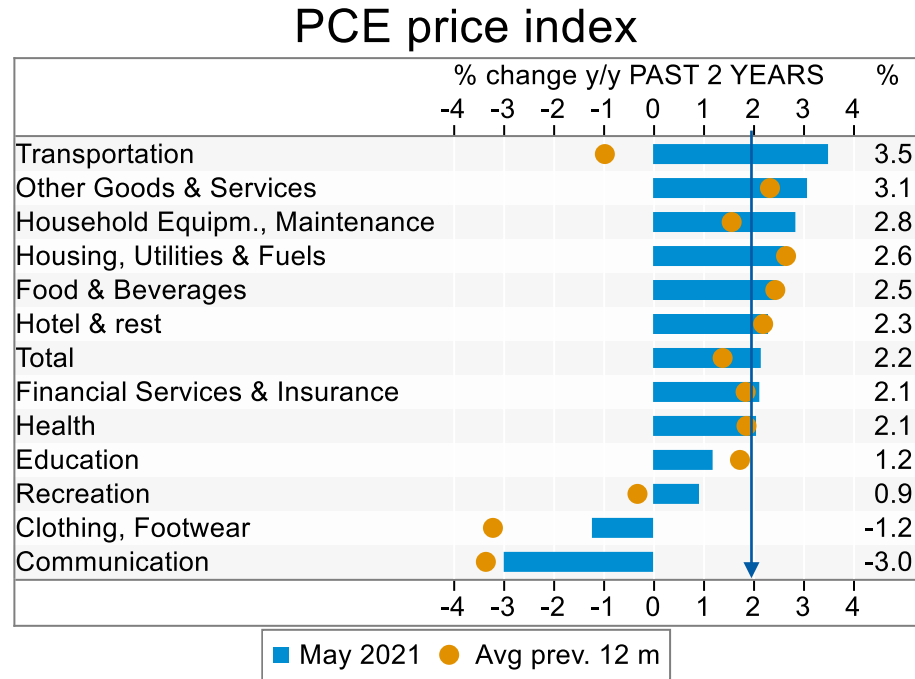 PCE price index
% change y/y PAST 2 YEARS %
-4 -3 -2 -1 0 1 2 3 4
Transportation 3.5
Other Goods & Services 3.1
Household Equipm., Maintenance 2.8
Housing, Utilities & Fuels 2.6
Food & Beverages 2.5
Hotel & rest 2.3
Total 2.2
Financial Services & Insurance 2.1
Health 2.1
Education 1.2
Recreation 0.9
Clothing, Footwear -1.2
Communication -3.0
-4 -3 -2 -1 0 1 2 3 4
May 2021 Avg prev. 12 m